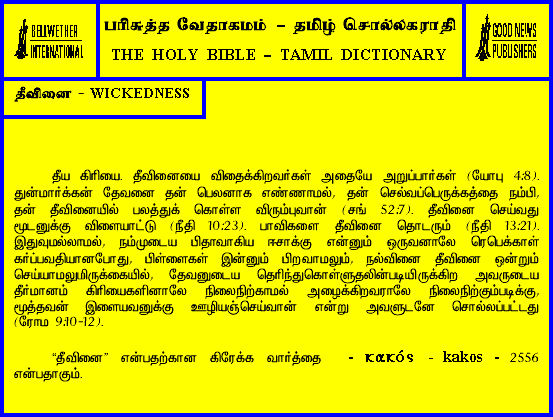 BELLWETHER
INTERNATIONAL
பரிசுத்த வேதாகமம் - தமிழ் சொல்லகராதி
THE HOLY BIBLE - TAMIL DICTIONARY
GOOD NEWS
PUBLISHERS
தீவினை - WICKEDNESS
தீய கிரியை. தீவினையை விதைக்கிறவர்கள் அதையே அறுப்பார்கள் (யோபு 4:8).
துன்மார்க்கன் தேவனை தன் பெலனாக எண்ணாமல், தன் செல்வப்பெருக்கத்தை நம்பி,
தன் தீவினையில் பலத்துக் கொள்ள விரும்புவான் (சங் 52:7). தீவினை செய்வது
மூடனுக்கு விளையாட்டு (நீதி 10:23). பாவிகளை தீவினை தொடரும் (நீதி 13:21).
இதுவுமல்லாமல், நம்முடைய பிதாவாகிய ஈசாக்கு என்னும் ஒருவனாலே ரெபெக்காள்
கர்ப்பவதியானபோது, பிள்ளைகள் இன்னும் பிறவாமலும், நல்வினை தீவினை ஒன்றும்
செய்யாமலுமிருக்கையில், தேவனுடைய தெரிந்துகொள்ளுதலின்படியிருக்கிற அவருடைய
தீர்மானம் கிரியைகளினாலே நிலைநிற்காமல் அழைக்கிறவராலே நிலைநிற்கும்படிக்கு,
மூத்தவன் இளையவனுக்கு ஊழியஞ்செய்வான் என்று அவளுடனே சொல்லப்பட்டது
(ரோம 9:10-12).
"தீவினை" என்பதற்கான கிரேக்க வார்த்தை - κακός - kakos - 2556
என்பதாகும்.